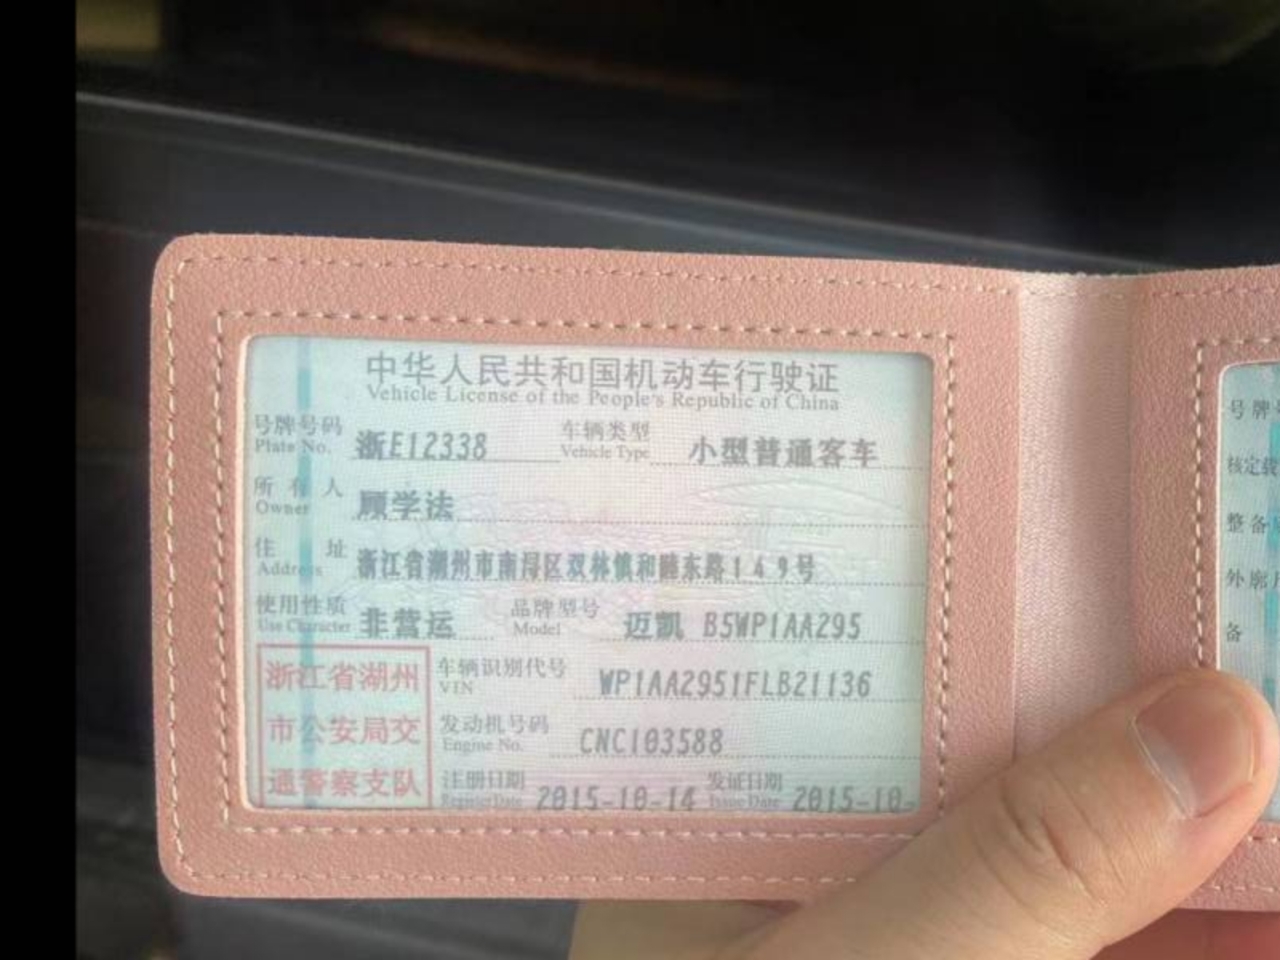 中华人民共和国机动车行驶证
Vehicle License of the People's Republic of China
号牌号码 浙E12338 车辆类型 小型普通客车
Plate No. Vehicle Type
所有人 顾学法
Owner
住址 浙江省湖州市南浔区双林镇和睦东路149号
Address
使用性质 非营运 品牌型号 迈凯 BSWP1AA295
Use Character Model
浙江省湖州 车辆识别代号 WP1AA2951FLB21136
VIN
市公安局交 发动机号码 CNC103588
Engine No.
通警察支队 注册日期 2015-10-14 发证日期 2015-10-
Register Date Issue Date
号牌
核定载
整备
外廓
备